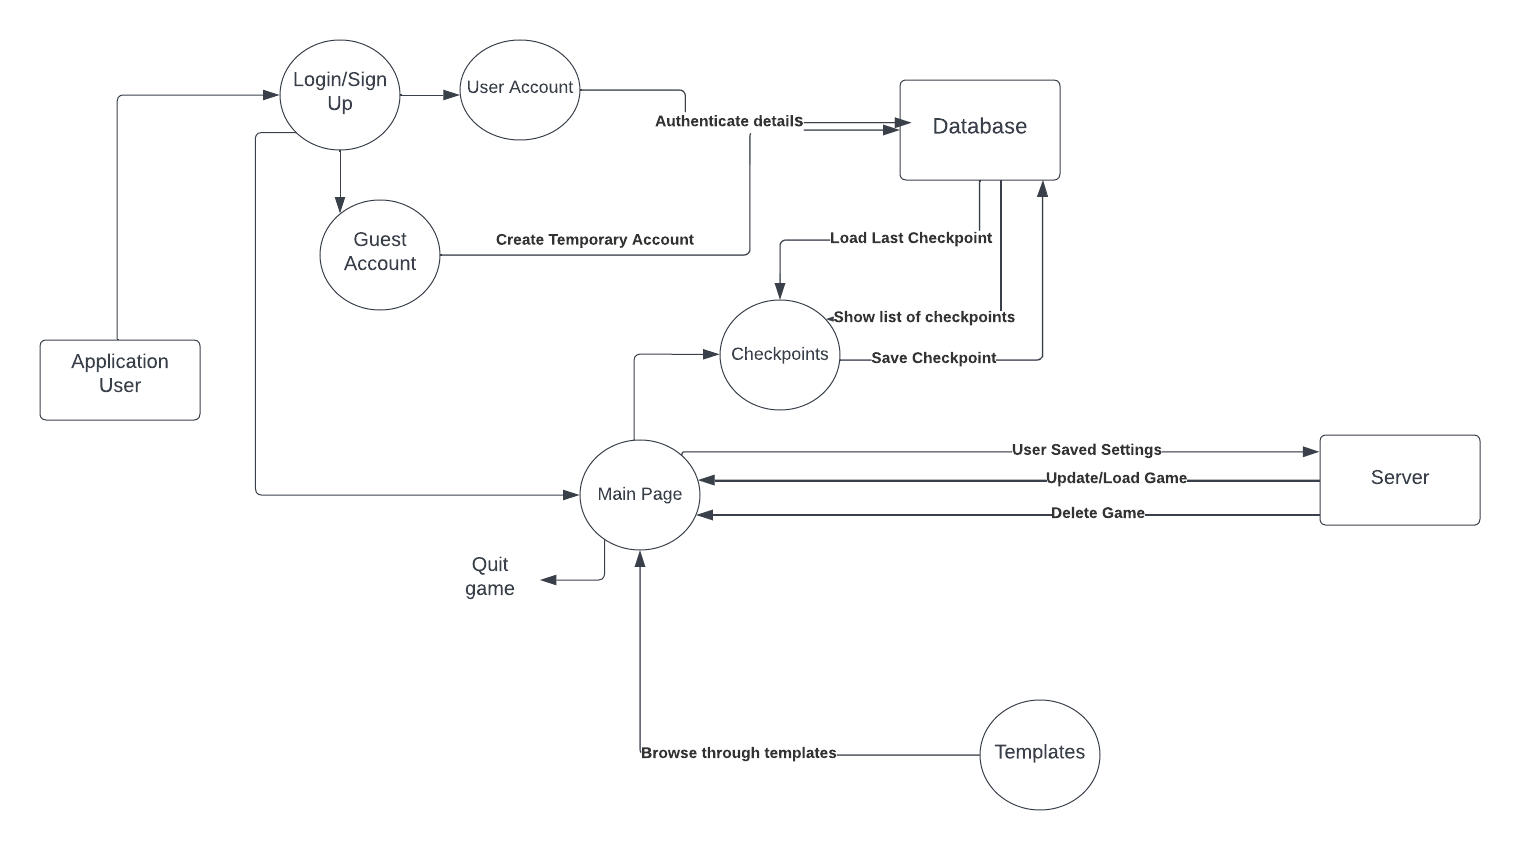 Login/Sign
Up
User Account
Authenticate details
Database
Guest
Account
Create Temporary Account
Load Last Checkpoint
Show list of checkpoints
Application
User
Checkpoints
Save Checkpoint
User Saved Settings
Update/Load Game
Server
Main Page
Delete Game
Quit
game
Browse through templates
Templates